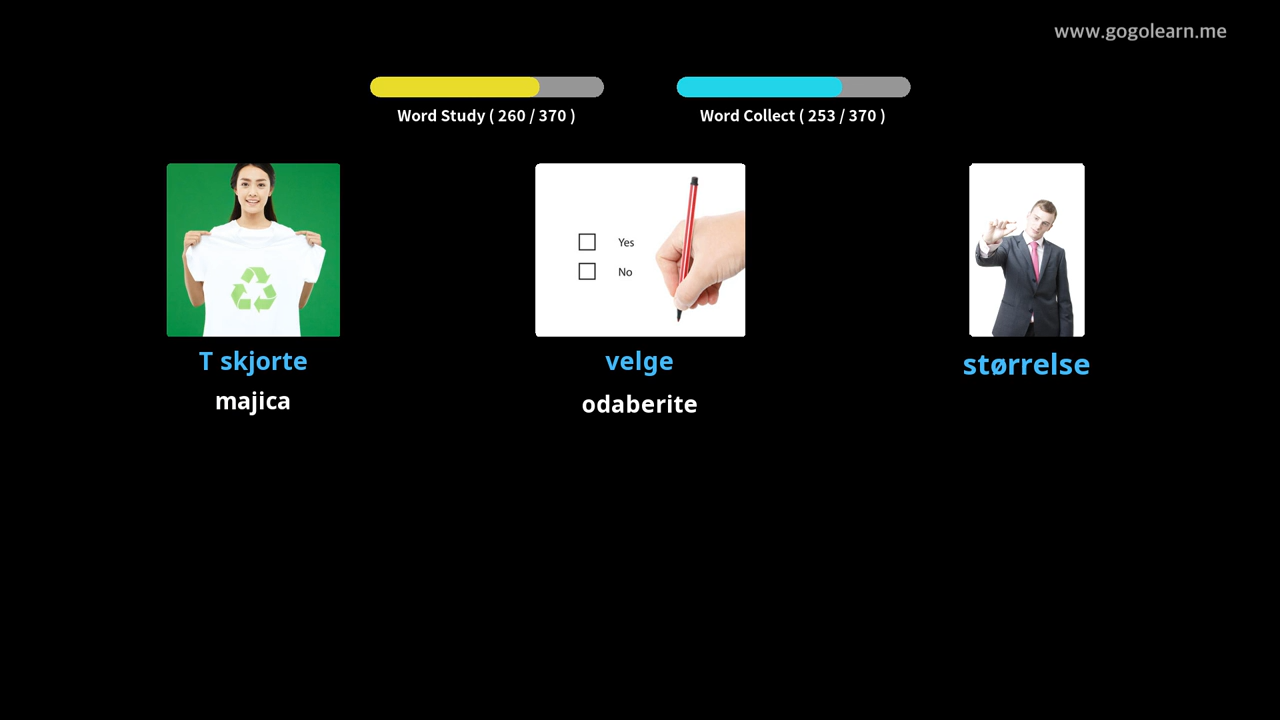 www.gogolearn.me
Word Study ( 260 / 370 )
Word Collect ( 253 / 370 )
Yes
No
T skjorte
majica
velge
odaberite
størrelse